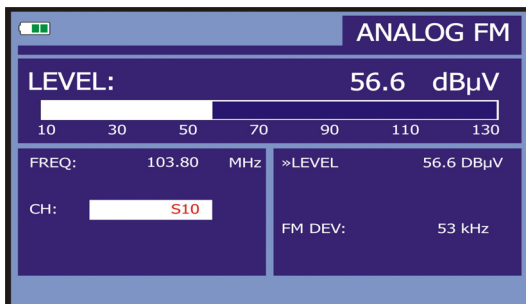 ANALOG FM
LEVEL: 56.6 dBµV
10 30 50 70 90 110 130
FREQ: 103.80 MHz
CH: S10
»LEVEL 56.6 DBµV
FM DEV: 53 kHz